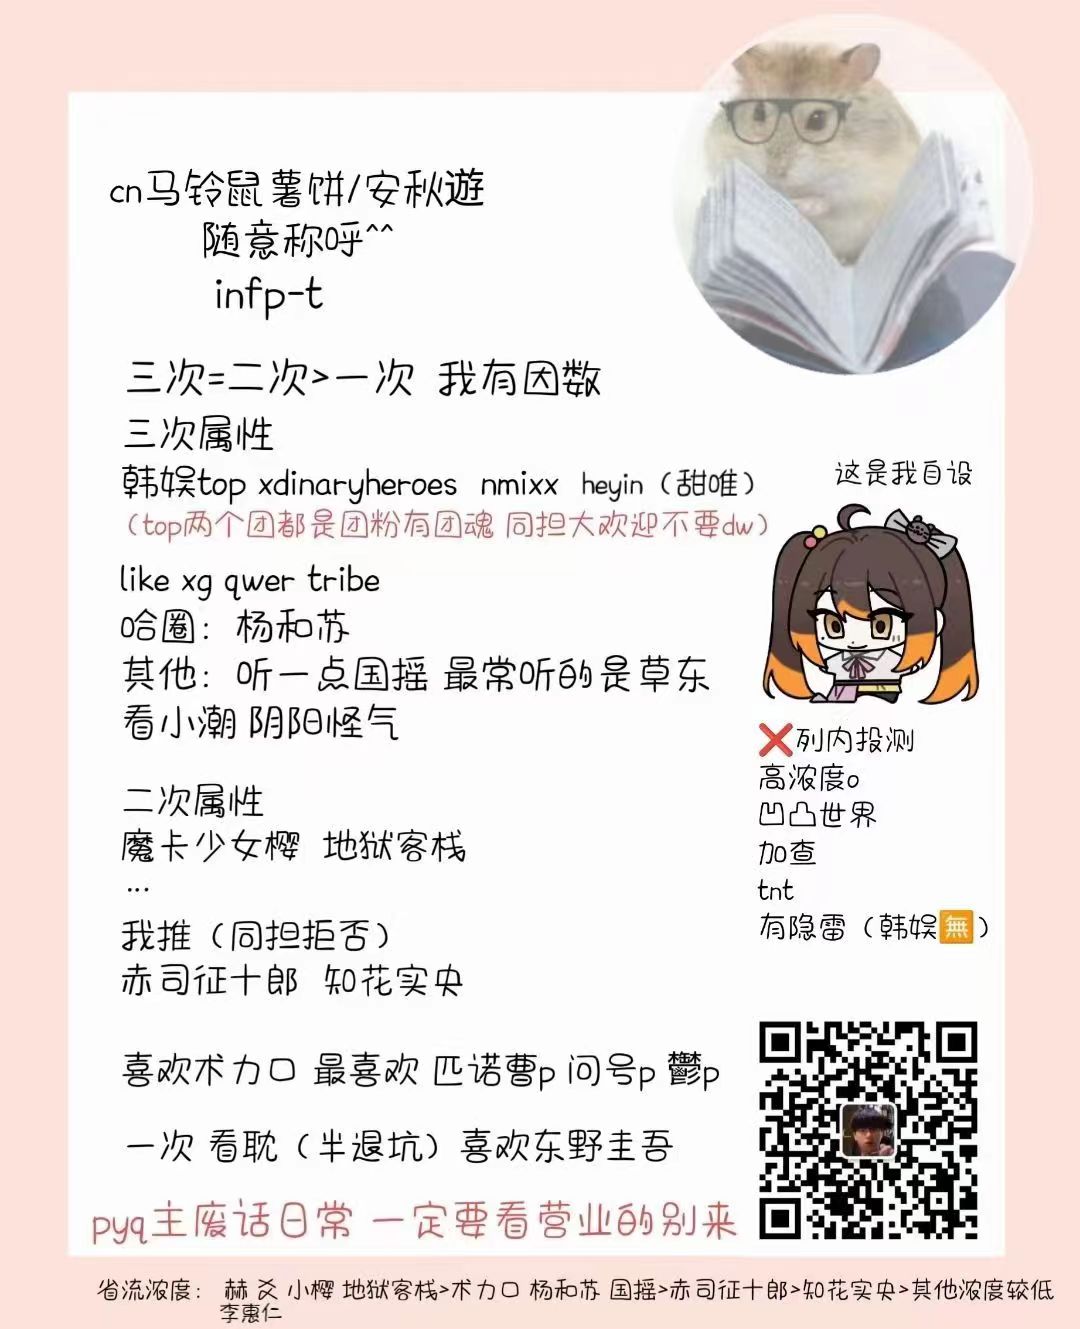 cn马铃鼠薯饼/安秋遊
随意称呼^^
infp-t
三次=二次>一次 我有因数
三次属性
韩娱top xdinaryheroes nmixx heyin（甜唯）
（top两个团都是团粉有团魂 同担大欢迎不要dw）
like xg qwer tribe
哈圈：杨和苏
其他：听一点国摇 最常听的是草东
看小潮 阴阳怪气
二次属性
魔卡少女樱 地狱客栈
...
我推（同担拒否）
赤司征十郎 知花实央
喜欢术力口 最喜欢 匹诺曹p 问号p 鬱p
一次 看耽（半退坑）喜欢东野圭吾
pyq主废话日常 一定要看营业的别来
这是我自设
❌列内投测
高浓度o
凹凸世界
加查
tnt
有隐雷（韩娱🈚）
省流浓度： 赫 爻 小樱 地狱客栈>术力口 杨和苏 国摇>赤司征十郎>知花实央>其他浓度较低
李惠仁